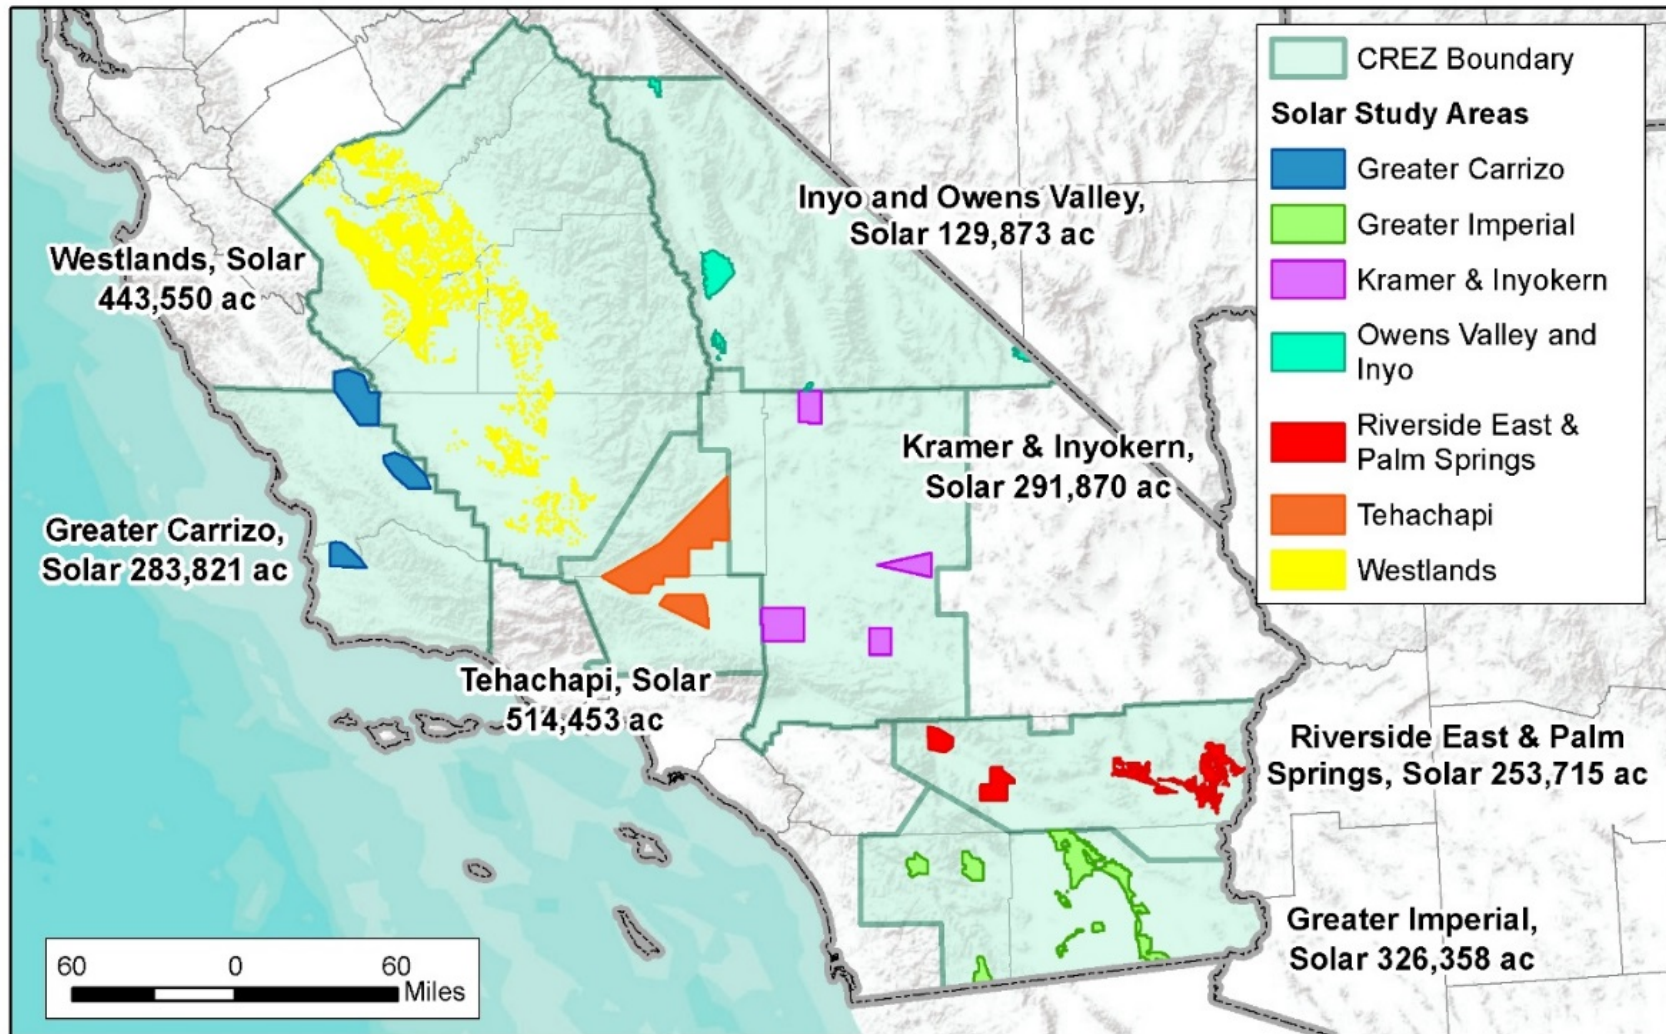 CREZ Boundary
Solar Study Areas
Greater Carrizo
Greater Imperial
Kramer & Inyokern
Owens Valley and
Inyo
Riverside East &
Palm Springs
Tehachapi
Westlands
Inyo and Owens Valley,
Solar 129,873 ac
Westlands, Solar
443,550 ac
Kramer & Inyokern,
Solar 291,870 ac
Greater Carrizo,
Solar 283,821 ac
Tehachapi, Solar
514,453 ac
Riverside East & Palm
Springs, Solar 253,715 ac
Greater Imperial,
Solar 326,358 ac
60 0 60
Miles